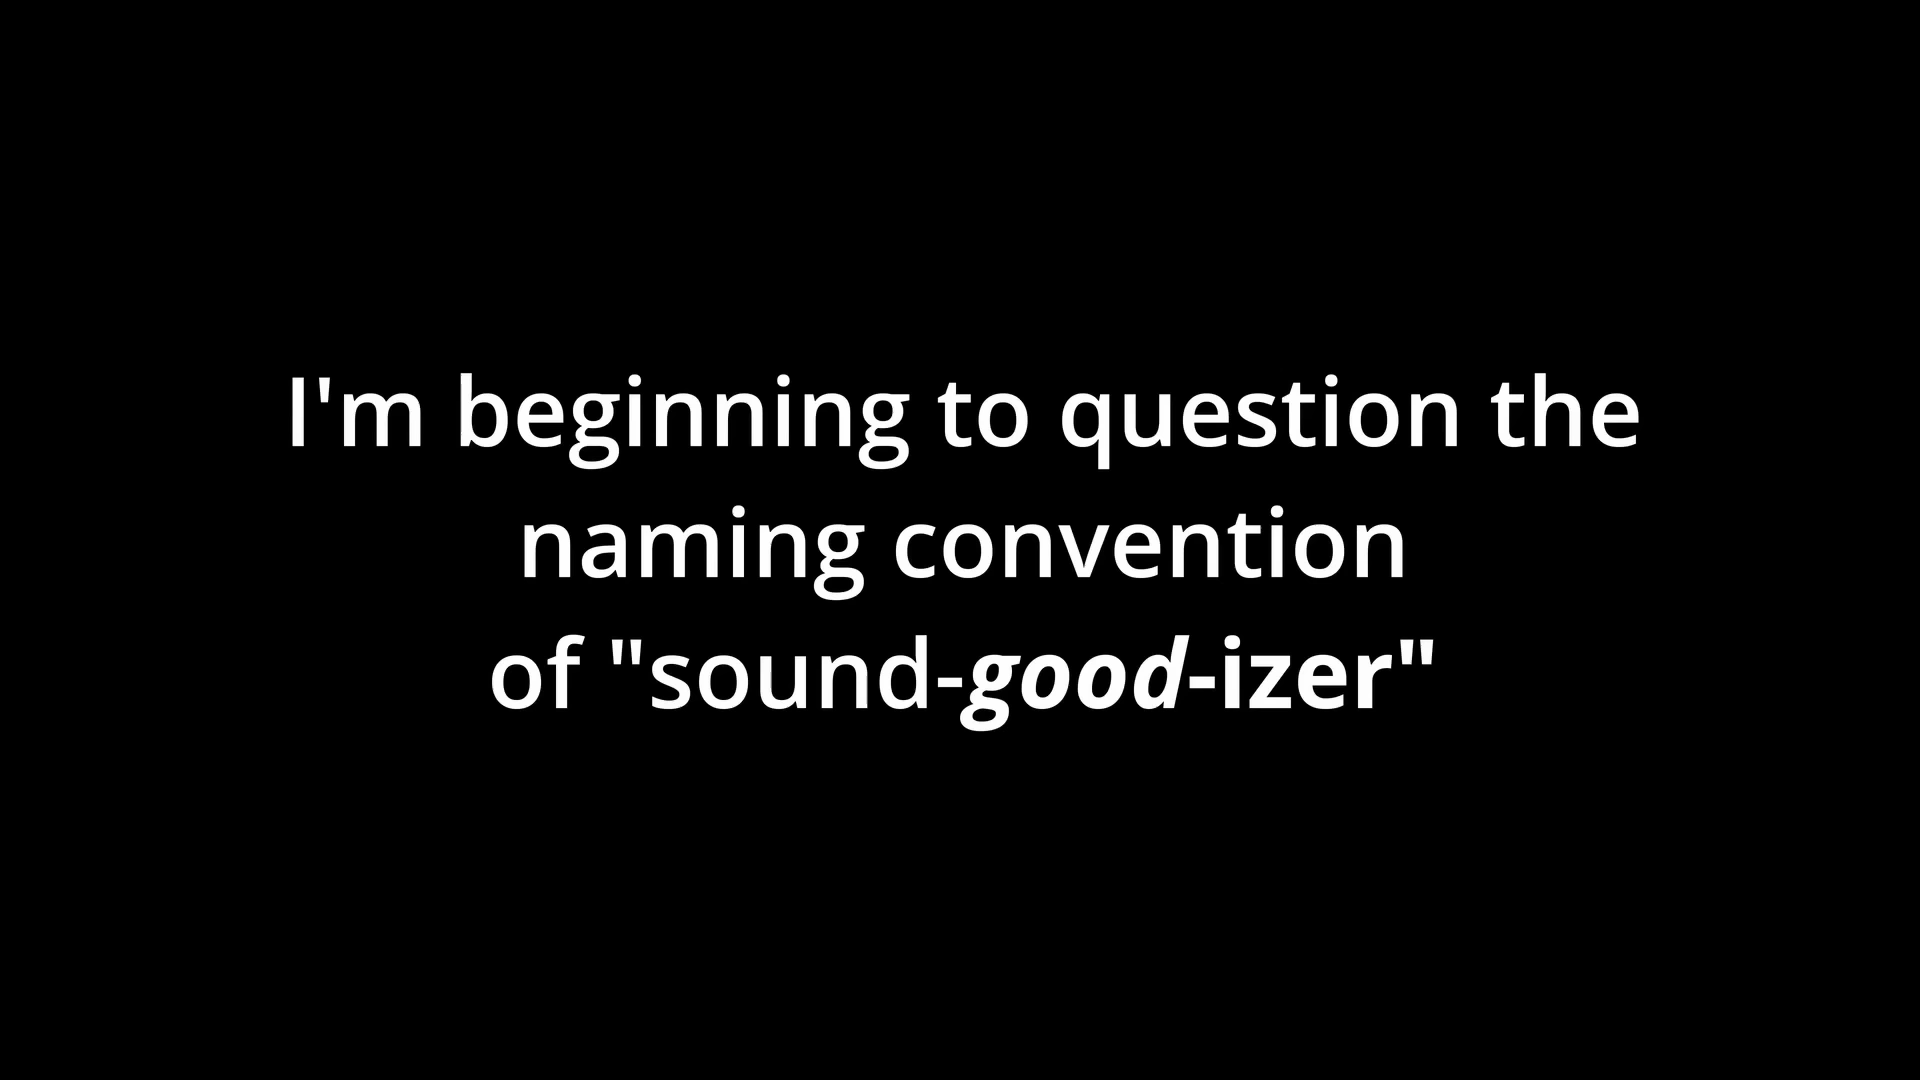 I'm beginning to question the
naming convention
of "sound-good-izer"